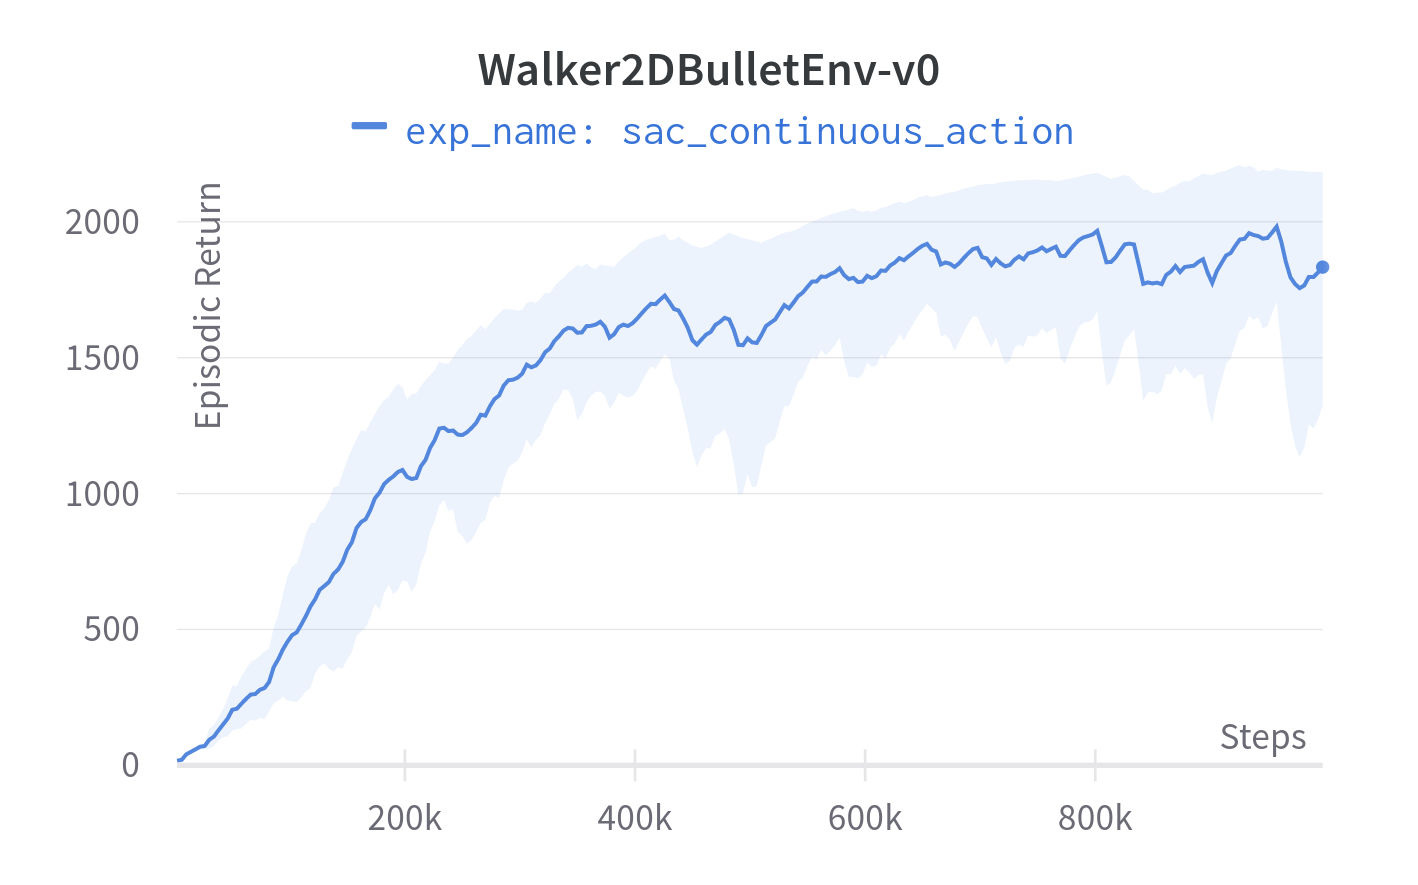 Walker2DBulletEnv-v0
exp_name: sac_continuous_action
Episodic Return
2000
1500
1000
500
0
Steps
200k
400k
600k
800k